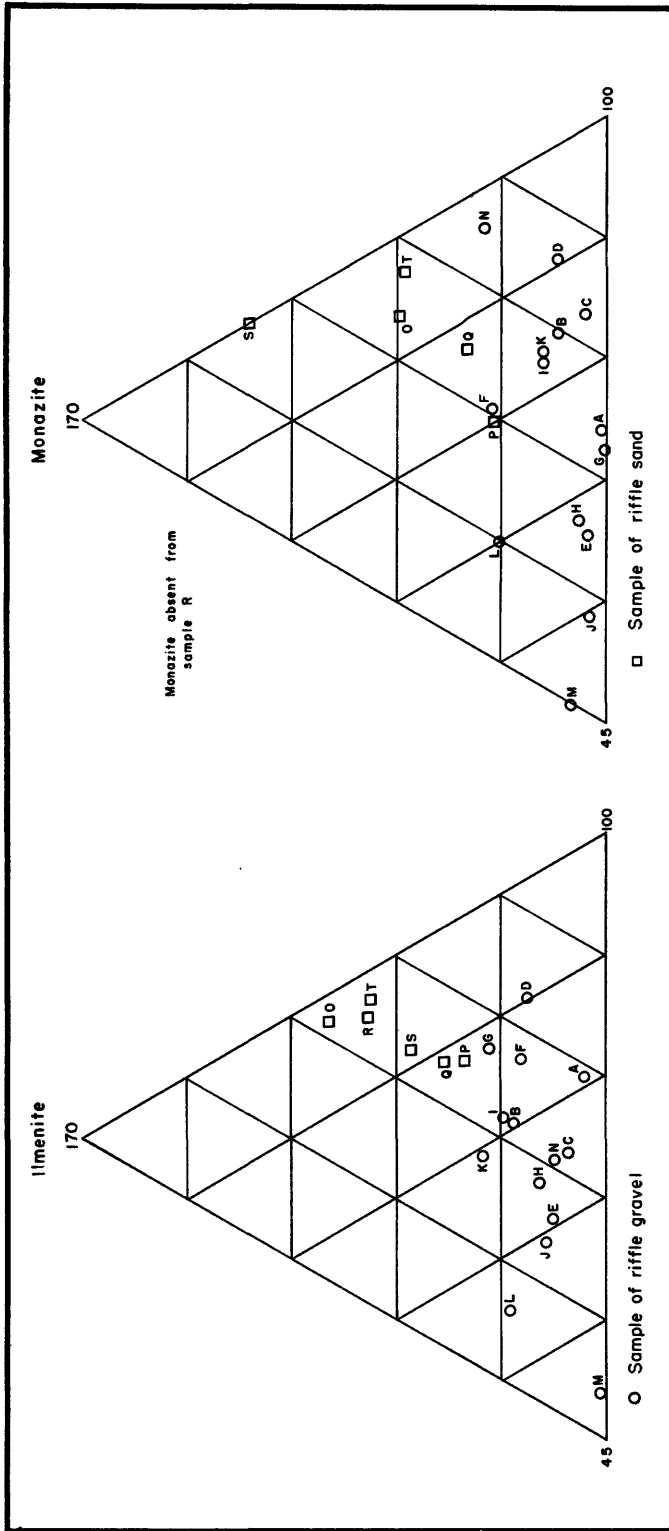 Ilmenite
170
O
R
T
S
Q
P
G
K
I
B
F
D
L
H
N
C
J
E
A
M
45
100
O Sample of riffle gravel
Monazite
170
Monazite absent from
sample R
S
O
T
Q
N
P
F
L
I
K
B
D
C
H
E
J
G
A
M
45
100
□ Sample of riffle sand